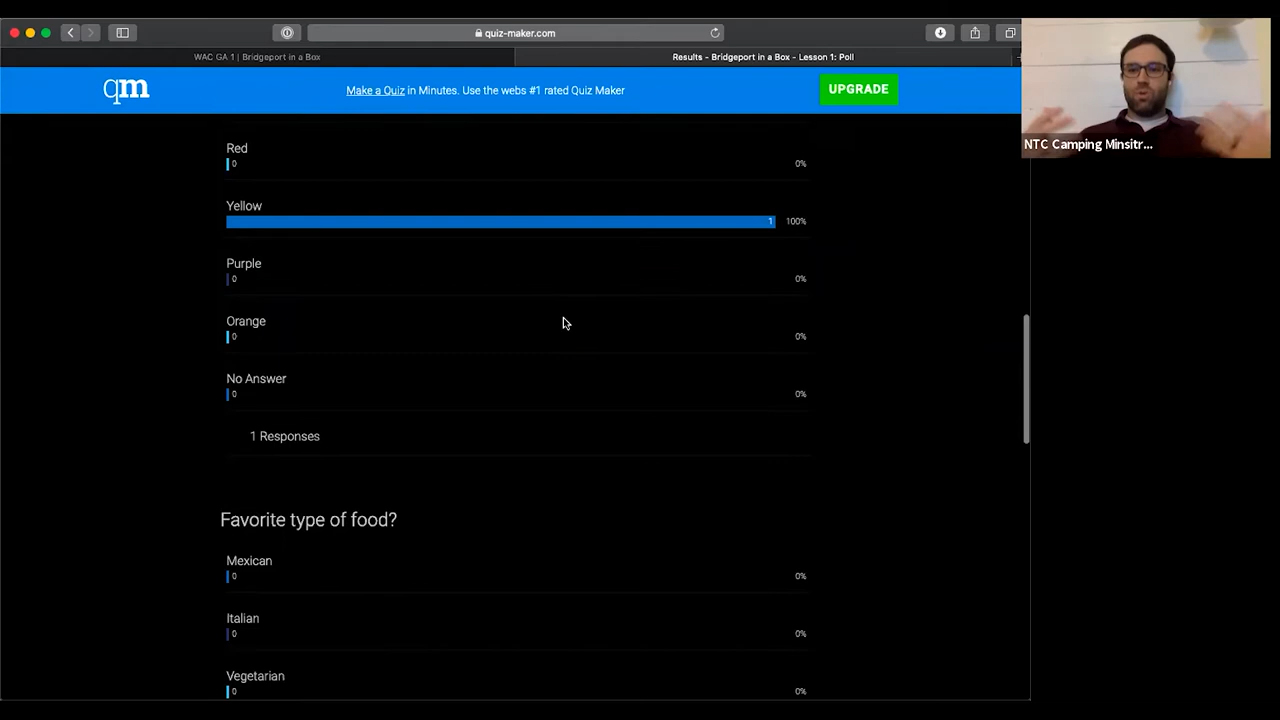 quiz-maker.com
WAC GA 1 | Bridgeport in a Box
Results - Bridgeport in a Box - Lesson 1: Poll
qm
Make a Quiz in Minutes. Use the webs #1 rated Quiz Maker
UPGRADE
NTC Camping Minsitr...
Red
0
0%
Yellow
1
100%
Purple
0
0%
Orange
0
0%
No Answer
0
0%
1 Responses
Favorite type of food?
Mexican
0
0%
Italian
0
0%
Vegetarian
0
0%